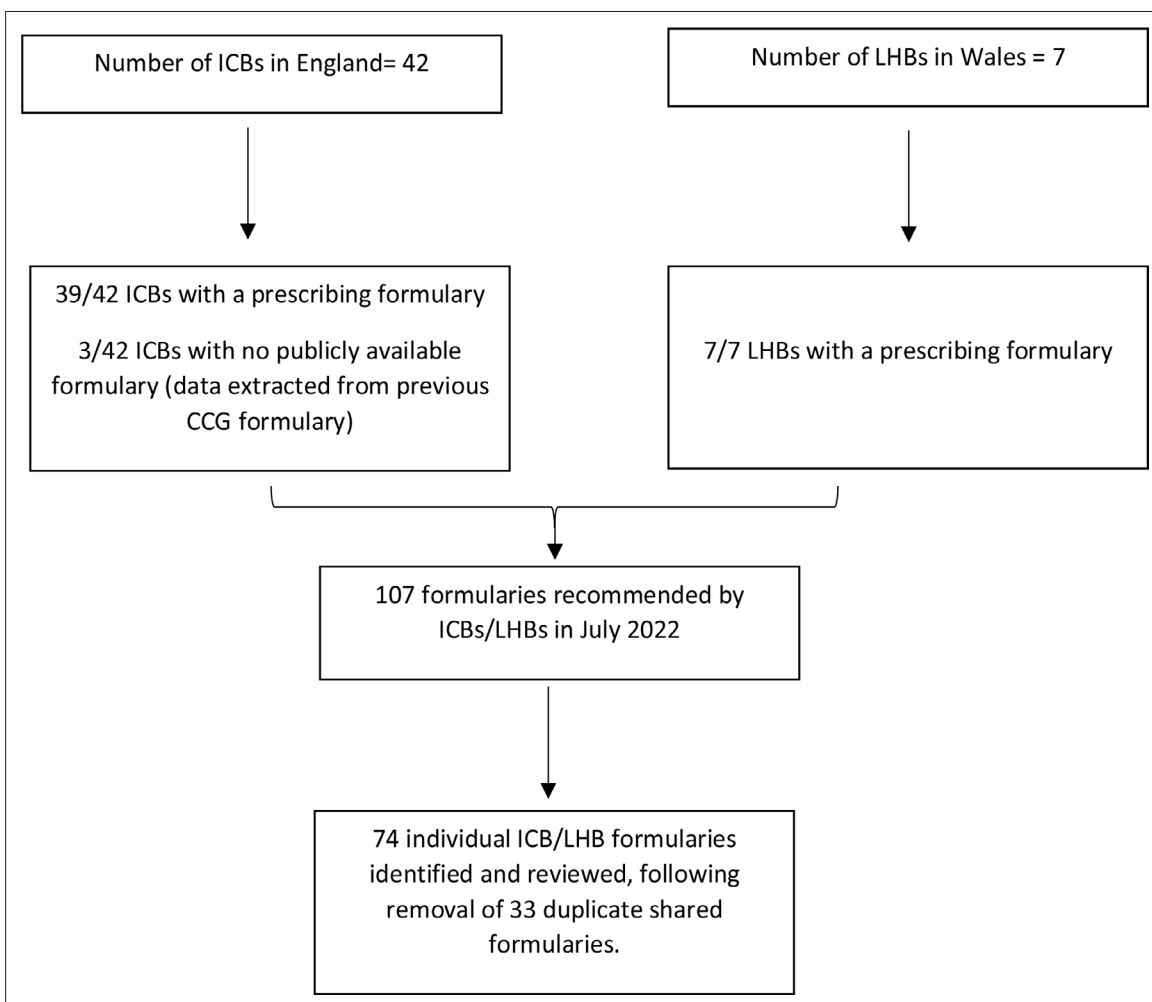 Number of ICBs in England= 42
Number of LHBs in Wales = 7
39/42 ICBs with a prescribing formulary
3/42 ICBs with no publicly available
formulary (data extracted from previous
CCG formulary)
7/7 LHBs with a prescribing formulary
107 formularies recommended by
ICBs/LHBs in July 2022
74 individual ICB/LHB formularies
identified and reviewed, following
removal of 33 duplicate shared
formularies.